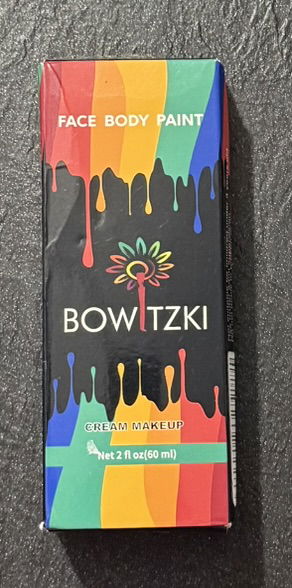 FACE BODY PAINT
BOWITZKI
CREAM MAKEUP
Net 2 fl oz(60 ml)